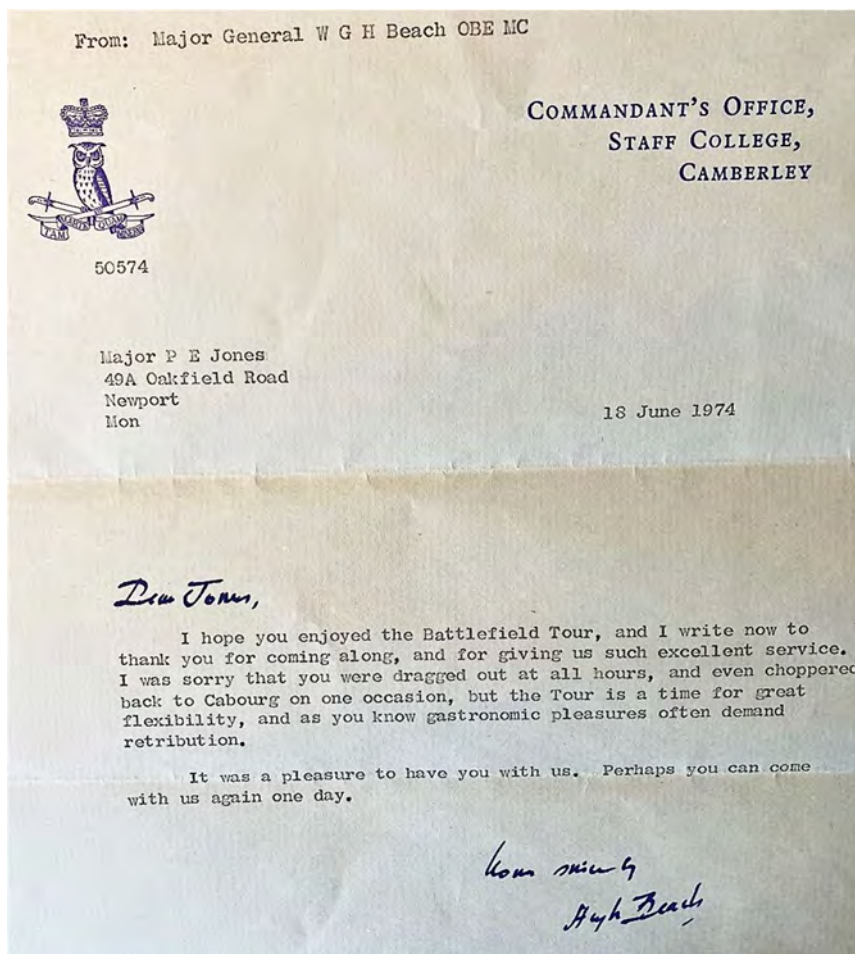 From: Major General W G H Beach OBE MC
COMMANDANT'S OFFICE,
STAFF COLLEGE,
CAMBERLEY
TAM MARTE QUAM MINERVA
50574
Major P E Jones
49A Oakfield Road
Newport
Mon
18 June 1974
Dear Jones,
I hope you enjoyed the Battlefield Tour, and I write now to
thank you for coming along, and for giving us such excellent service.
I was sorry that you were dragged out at all hours, and even choppered
back to Cabourg on one occasion, but the Tour is a time for great
flexibility, and as you know gastronomic pleasures often demand
retribution.
It was a pleasure to have you with us. Perhaps you can come
with us again one day.
Yours sincerely
Hugh Beach